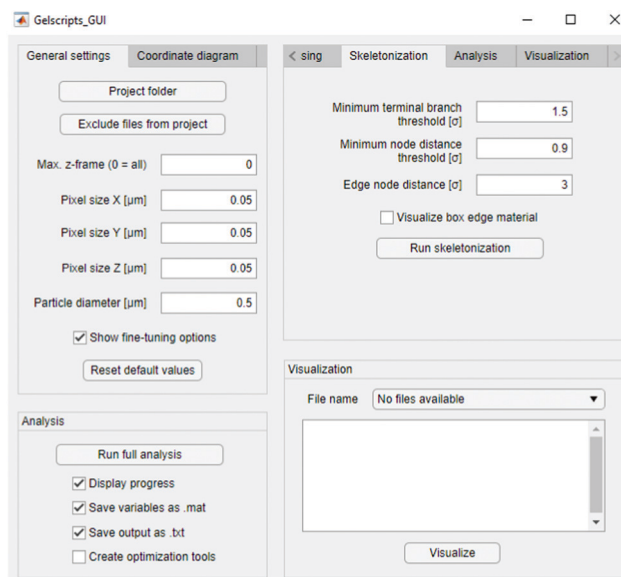 Gelscripts_GUI
General settings
Coordinate diagram
Project folder
Exclude files from project
Max. z-frame (0 = all)
0
Pixel size X [µm]
0.05
Pixel size Y [µm]
0.05
Pixel size Z [µm]
0.05
Particle diameter [µm]
0.5
Show fine-tuning options
Reset default values
Analysis
Run full analysis
Display progress
Save variables as .mat
Save output as .txt
Create optimization tools
< sing
Skeletonization
Analysis
Visualization
>
Minimum terminal branch
threshold [σ]
1.5
Minimum node distance
threshold [σ]
0.9
Edge node distance [σ]
3
Visualize box edge material
Run skeletonization
Visualization
File name
No files available
Visualize